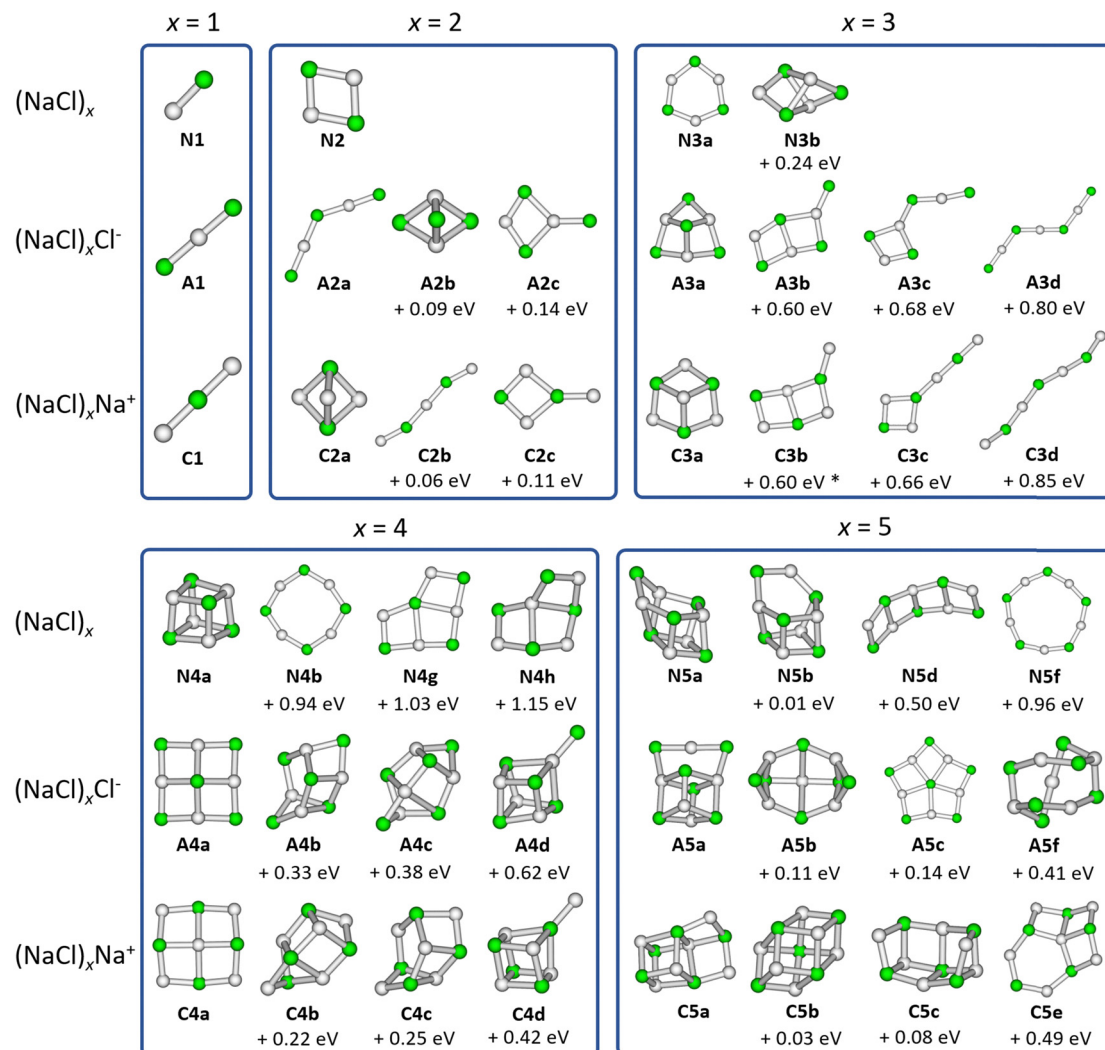 x = 1 x = 2 x = 3
(NaCl)x
N1 N2 N3a N3b
+ 0.24 eV
(NaCl)xCl-
A1 A2a A2b A2c A3a A3b A3c A3d
+ 0.09 eV + 0.14 eV + 0.60 eV + 0.68 eV + 0.80 eV
(NaCl)xNa+
C1 C2a C2b C2c C3a C3b C3c C3d
+ 0.06 eV + 0.11 eV + 0.60 eV * + 0.66 eV + 0.85 eV
x = 4 x = 5
(NaCl)x
N4a N4b N4g N4h N5a N5b N5d N5f
+ 0.94 eV + 1.03 eV + 1.15 eV + 0.01 eV + 0.50 eV + 0.96 eV
(NaCl)xCl-
A4a A4b A4c A4d A5a A5b A5c A5f
+ 0.33 eV + 0.38 eV + 0.62 eV + 0.11 eV + 0.14 eV + 0.41 eV
(NaCl)xNa+
C4a C4b C4c C4d C5a C5b C5c C5e
+ 0.22 eV + 0.25 eV + 0.42 eV + 0.03 eV + 0.08 eV + 0.49 eV